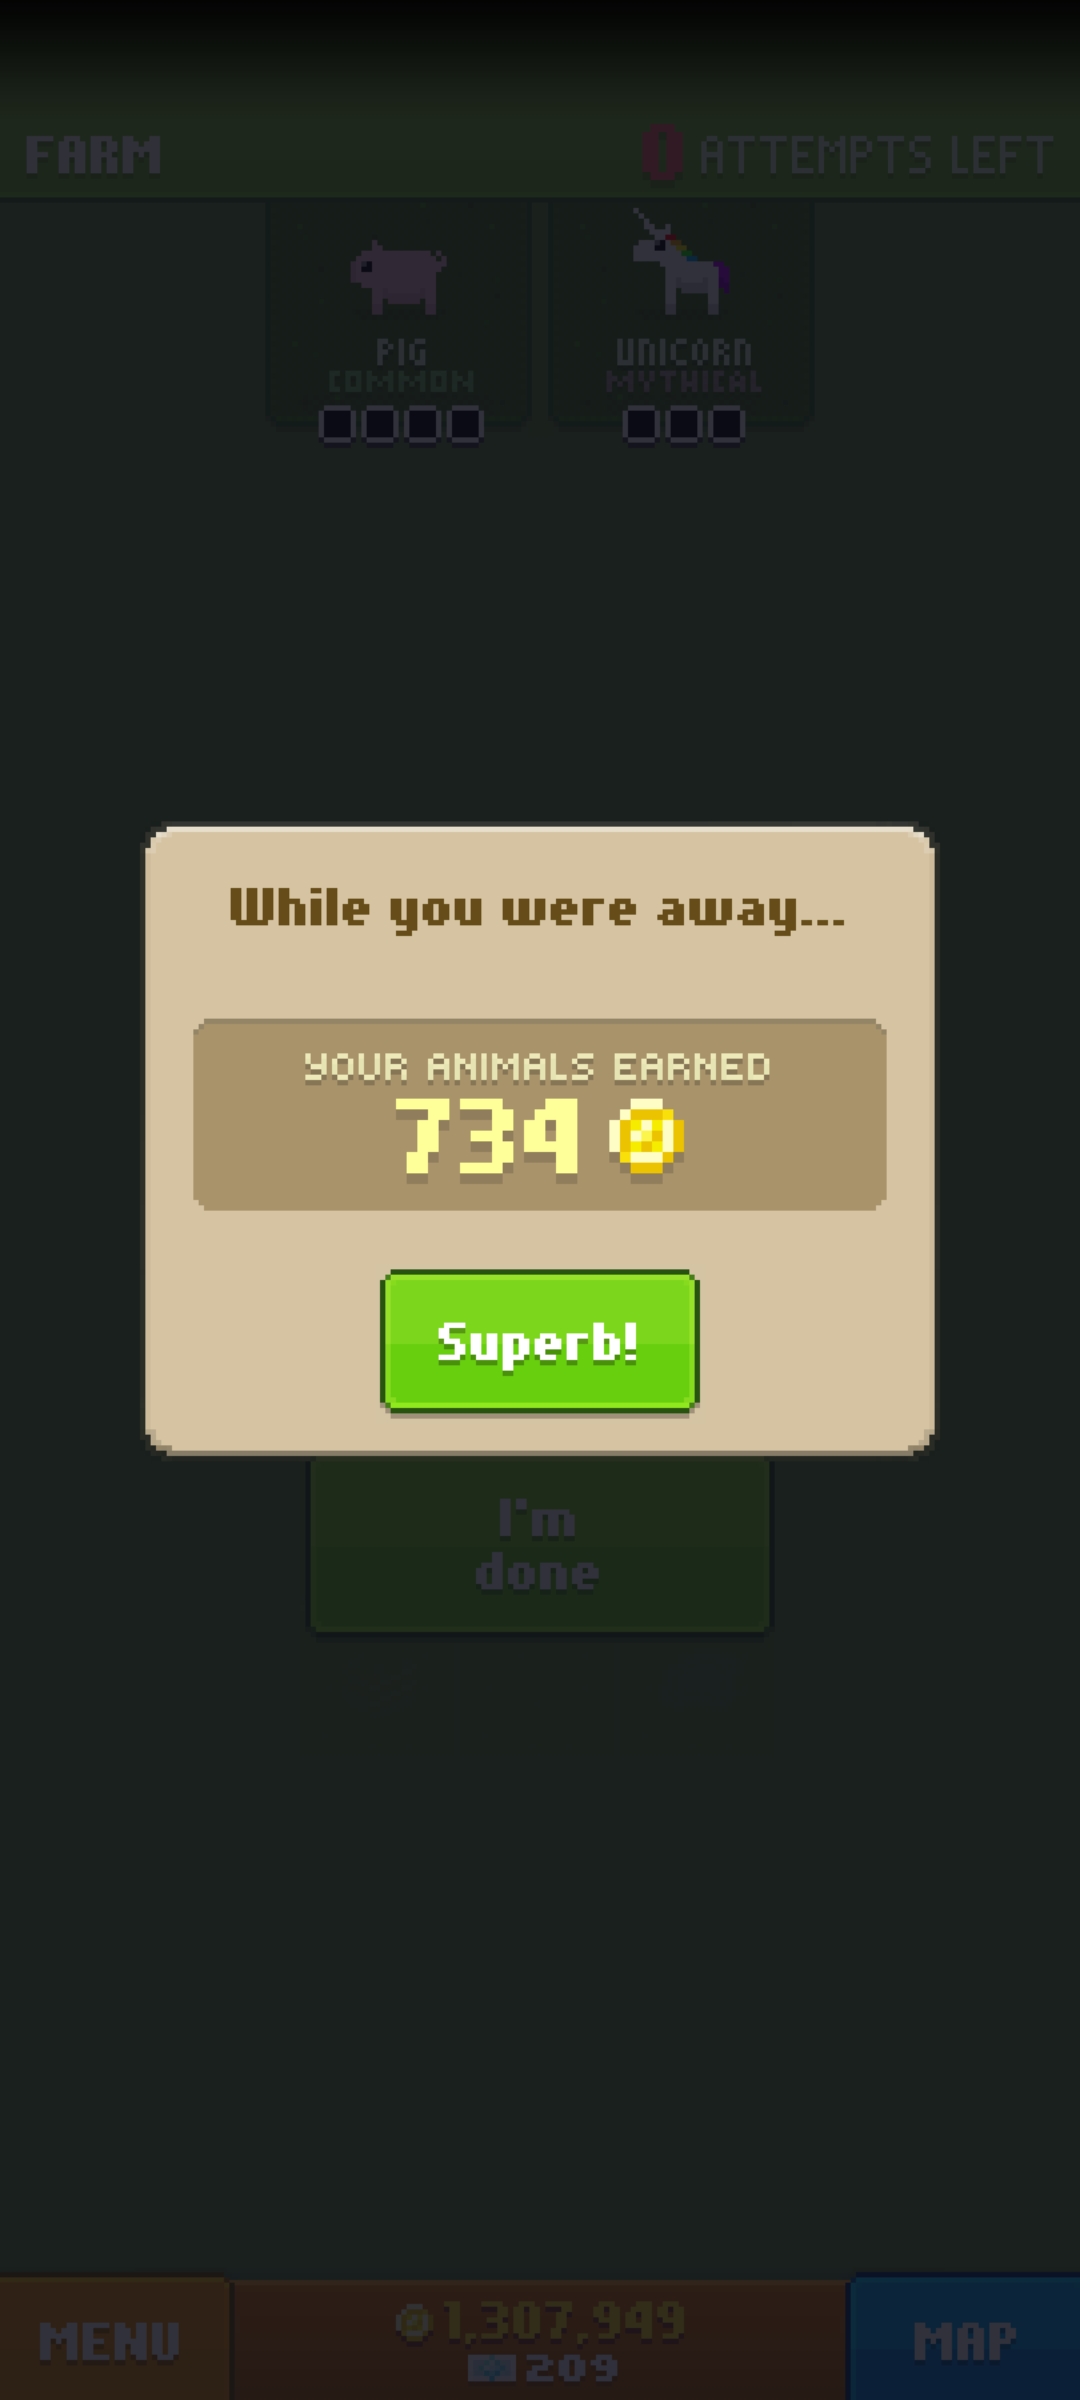 FARM
0 ATTEMPTS LEFT
PIG
COMMON
UNICORN
MYTHICAL
While you were away...
YOUR ANIMALS EARNED
734
Superb!
I'm
done
MENU
1,307,949
209
MAP